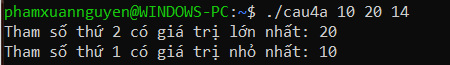 phamxuannguyen@WINDOWS-PC:~$ ./cau4a 10 20 14
Tham số thứ 2 có giá trị lớn nhất: 20
Tham số thứ 1 có giá trị nhỏ nhất: 10